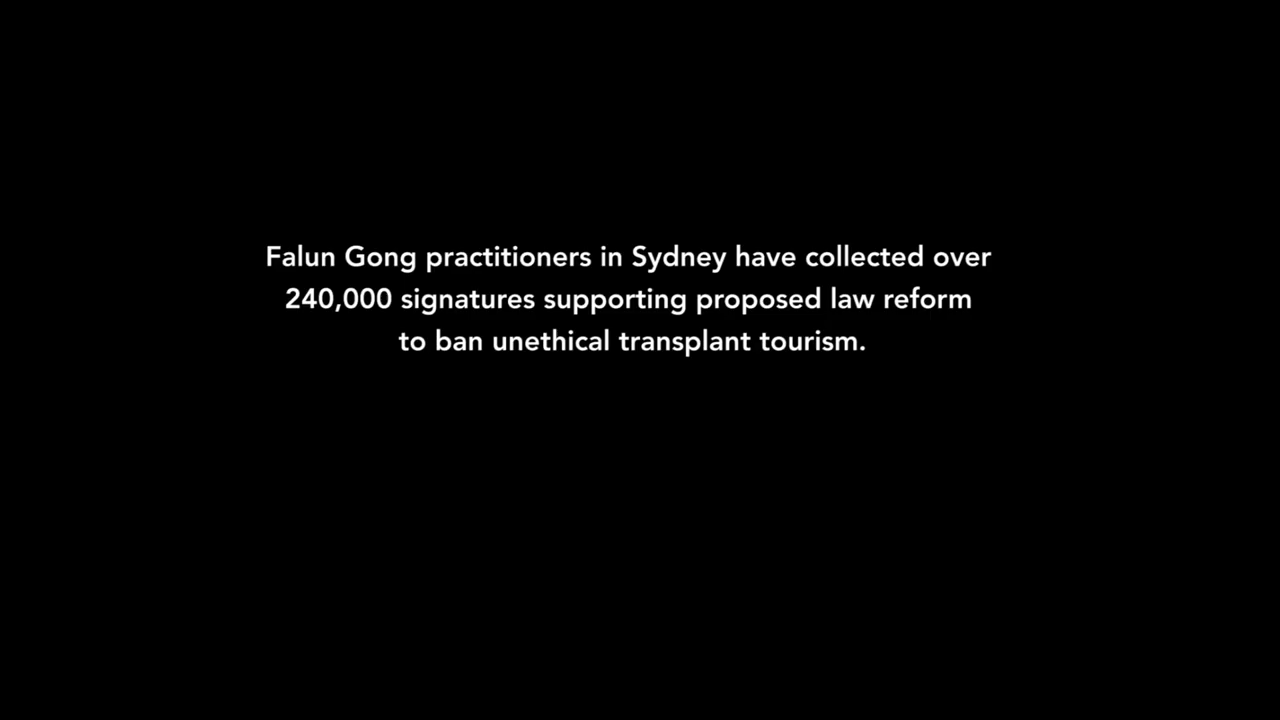 Falun Gong practitioners in Sydney have collected over
240,000 signatures supporting proposed law reform
to ban unethical transplant tourism.